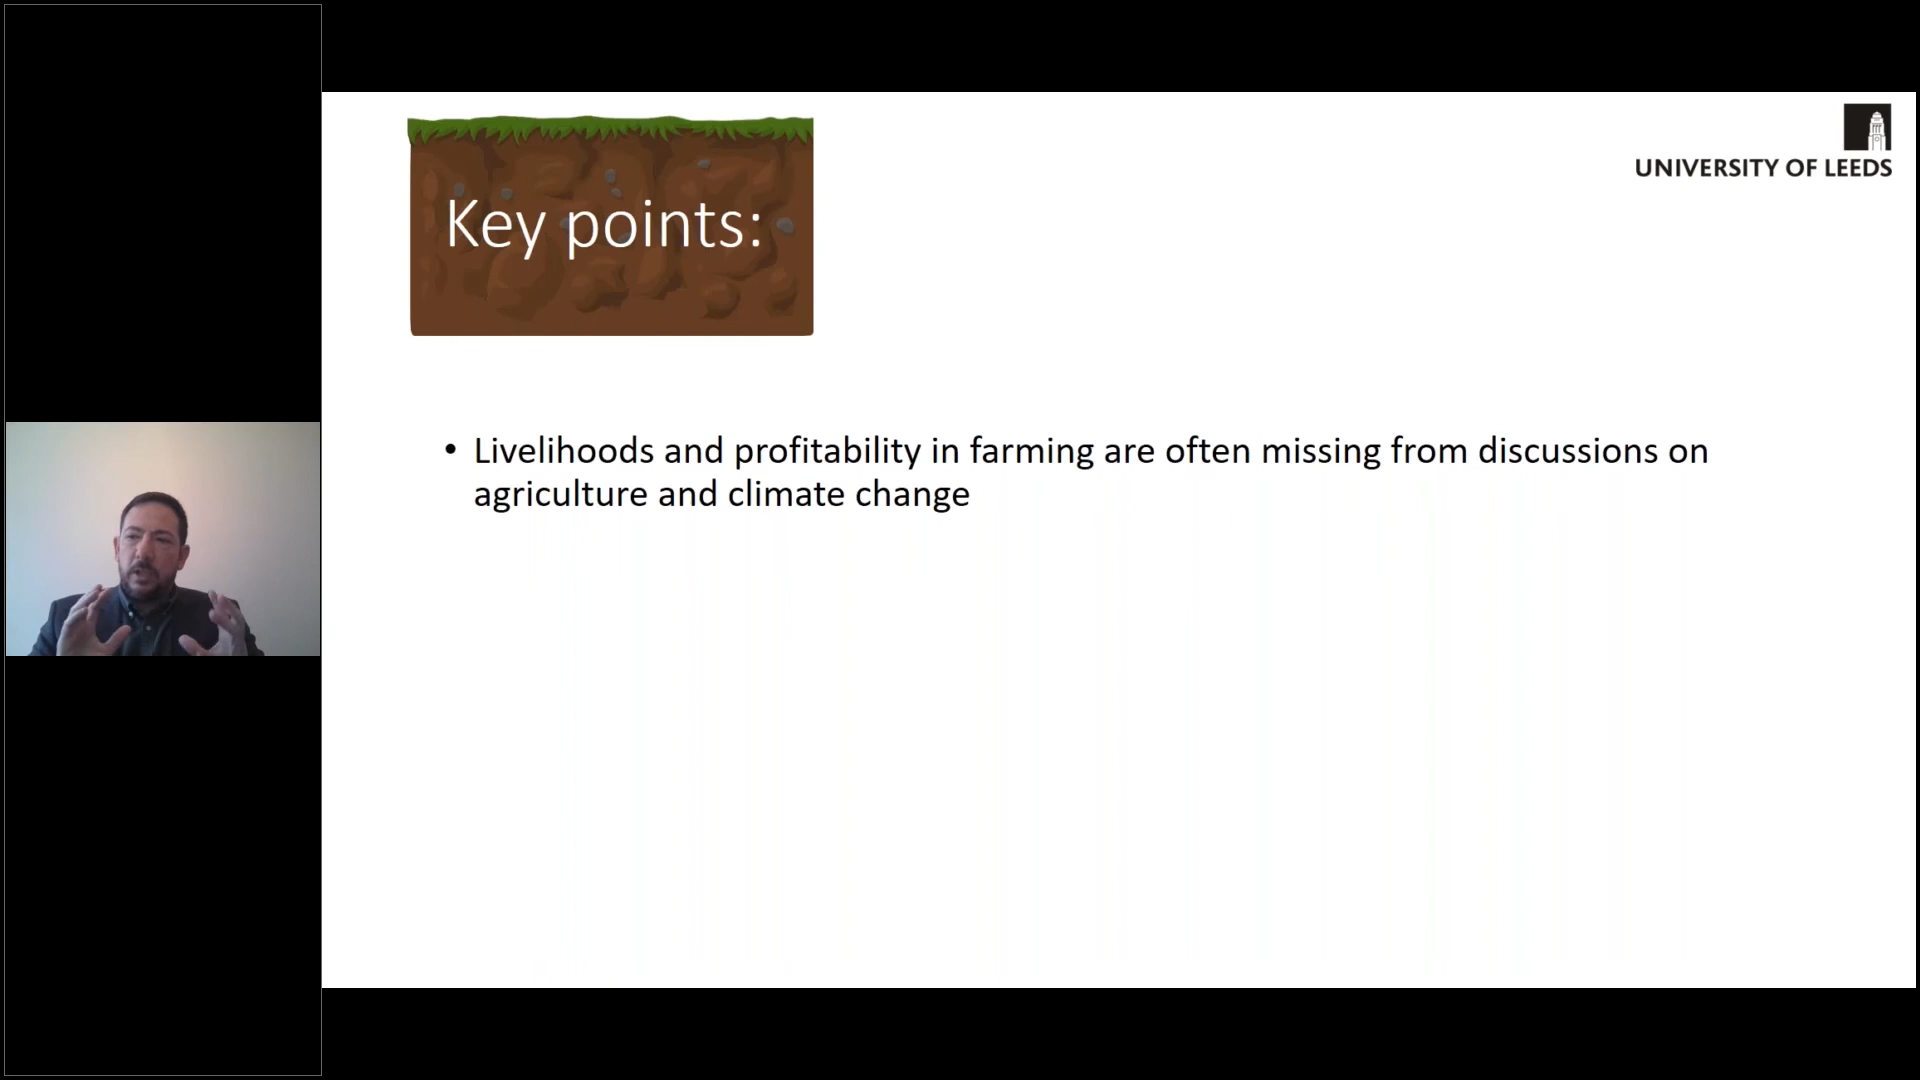 UNIVERSITY OF LEEDS
Key points:
• Livelihoods and profitability in farming are often missing from discussions on
agriculture and climate change